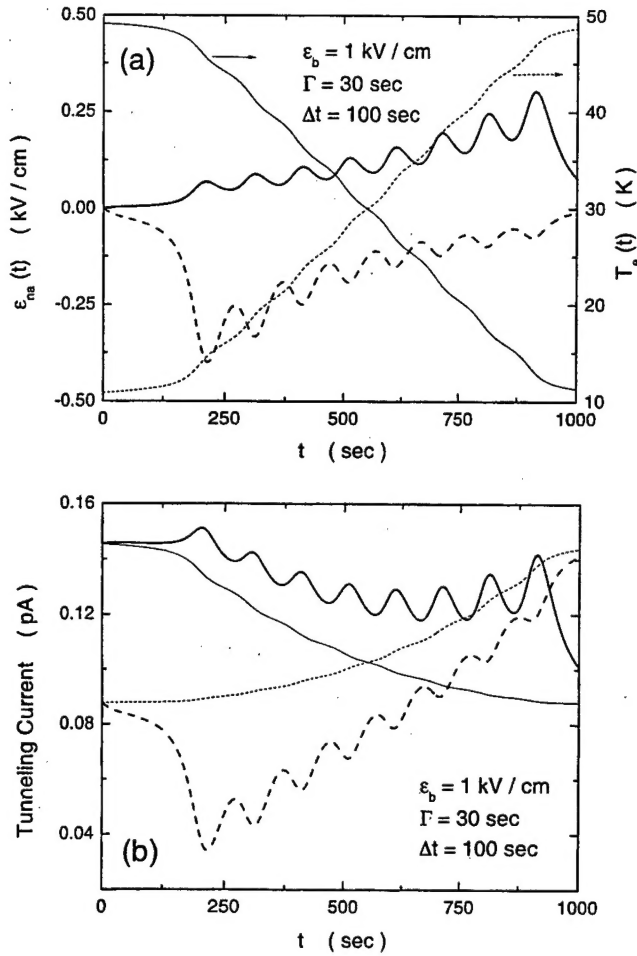 (a)
ε_b = 1 kV / cm
Γ = 30 sec
Δt = 100 sec
0.50
0.25
0.00
-0.25
-0.50
ε_na (t) ( kV / cm )
50
40
30
20
10
T_e (t) ( K )
0
250
500
750
1000
t ( sec )
0.16
0.12
0.08
0.04
Tunneling Current ( pA )
(b)
ε_b = 1 kV / cm
Γ = 30 sec
Δt = 100 sec
0
250
500
750
1000
t ( sec )